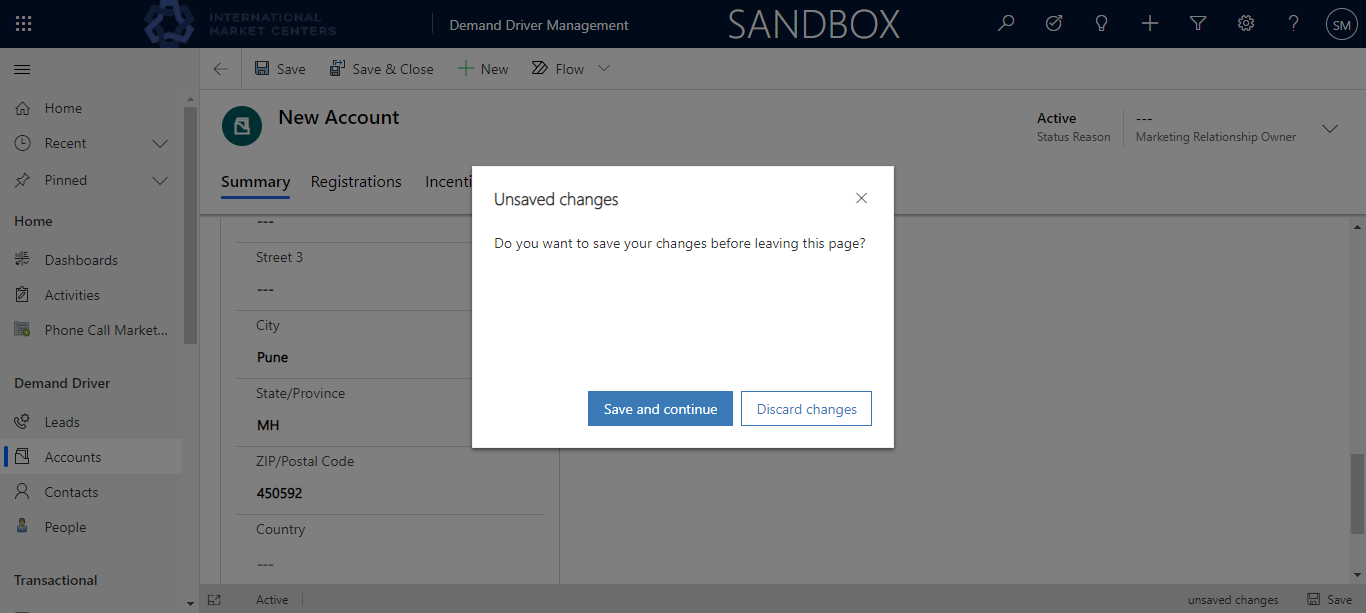 INTERNATIONAL
MARKET CENTERS
Demand Driver Management
SANDBOX
SM
Save
Save & Close
New
Flow
Home
Recent
Pinned
Home
Dashboards
Activities
Phone Call Market...
Demand Driver
Leads
Accounts
Contacts
People
Transactional
New Account
Active
Status Reason
---
Marketing Relationship Owner
Summary
Registrations
Incenti
---
Street 3
---
City
Pune
State/Province
MH
ZIP/Postal Code
450592
Country
---
Unsaved changes
Do you want to save your changes before leaving this page?
Save and continue
Discard changes
Active
unsaved changes
Save